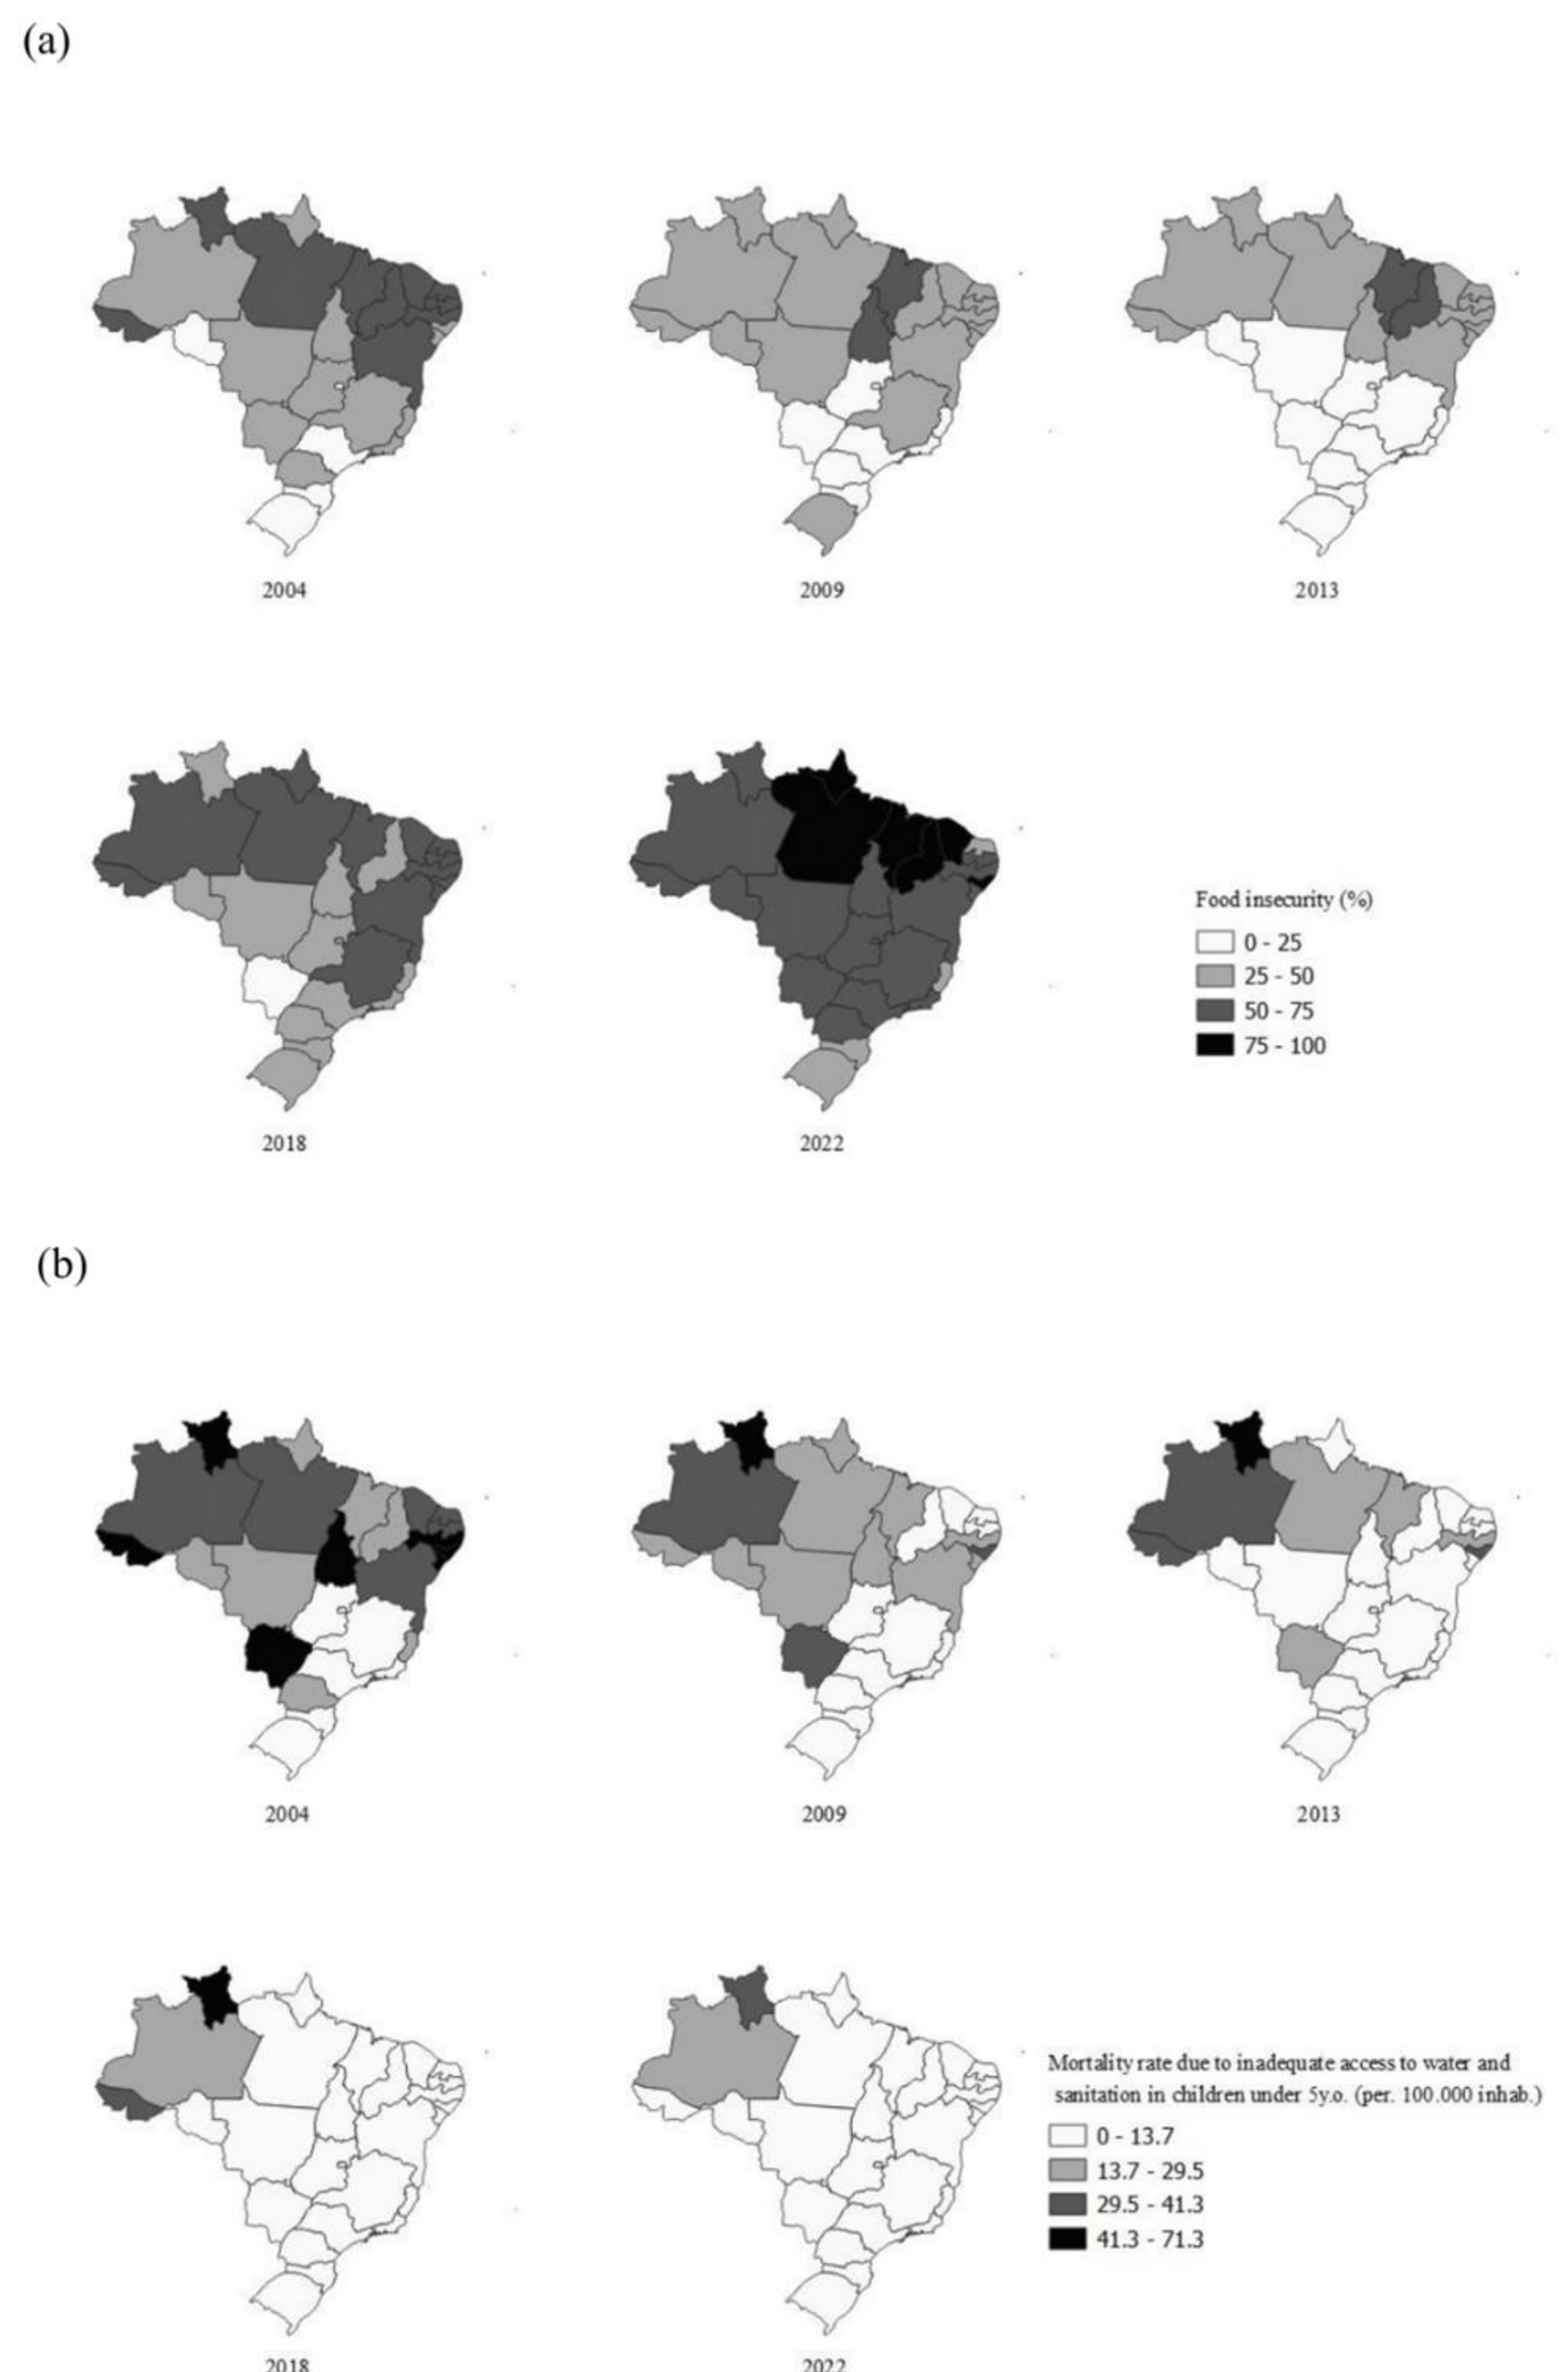 (a)
2004
2009
2013
2018
2022
Food insecurity (%)
0 - 25
25 - 50
50 - 75
75 - 100
(b)
2004
2009
2013
2018
2022
Mortality rate due to inadequate access to water and
sanitation in children under 5y.o. (per. 100.000 inhab.)
0 - 13.7
13.7 - 29.5
29.5 - 41.3
41.3 - 71.3